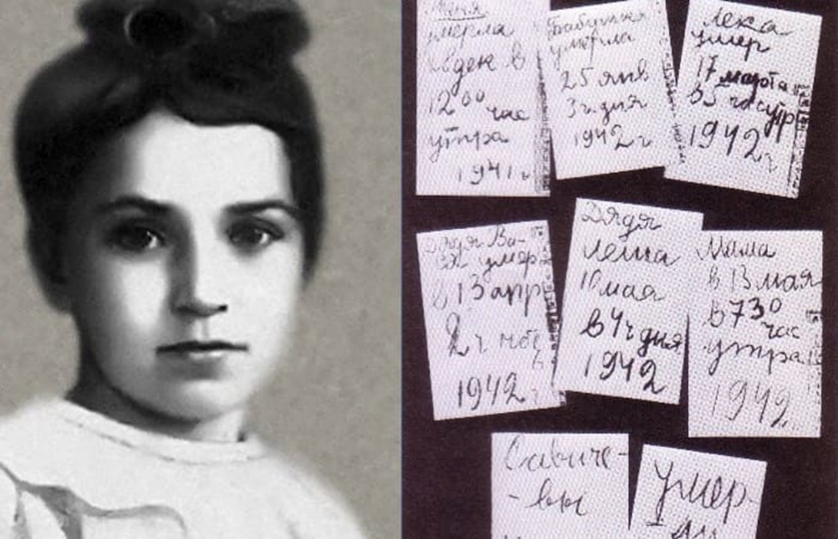 Женя
умерла
28 дек в
12 00 час
утра
1941 г
Бабушка
умерла
25 янв
3 ч. дня
1942 г
Лека
умер
17 марта
в 5 час утр
1942 г
Дядя Ва-
ся умер
в 13 апр
2 ч
1942 г
Дядя
Леша
10 мая
в 4 ч дня
1942
Мама
в 13 мая
в 7 30
час
утра
1942
Савиче-
-вы
Умер-
-ли